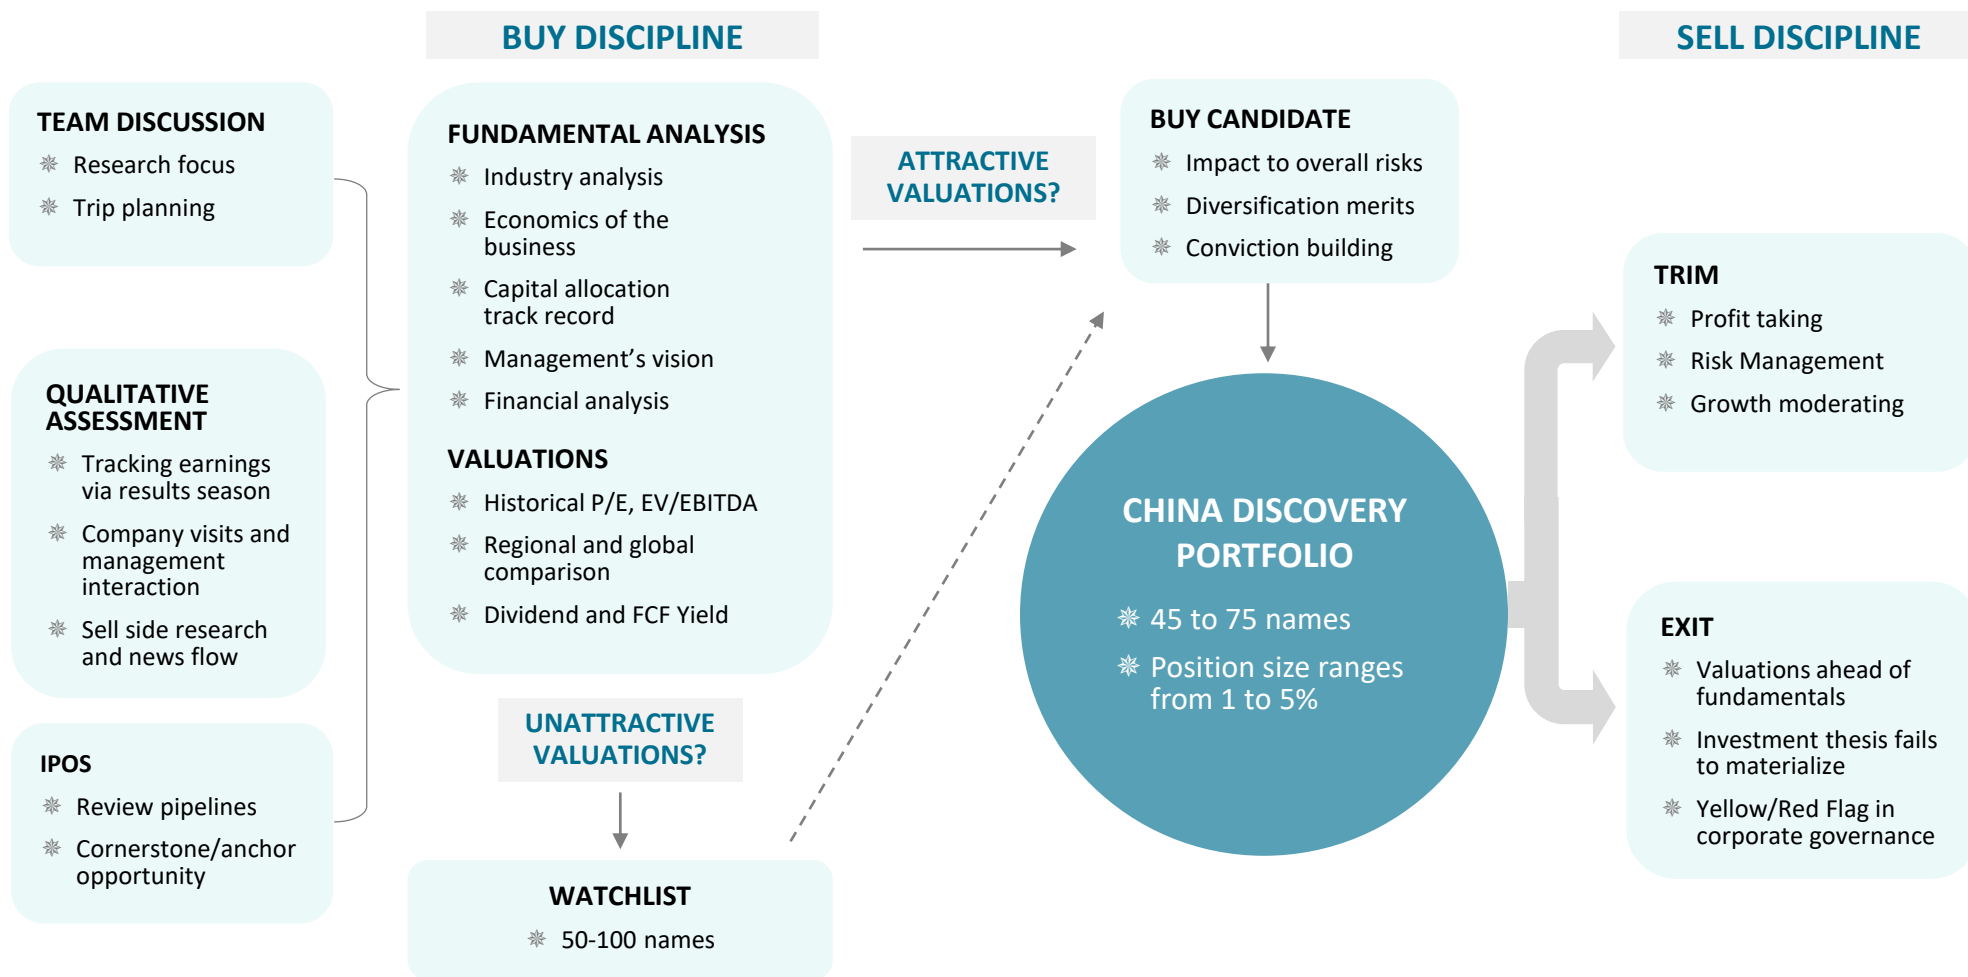 BUY DISCIPLINE
SELL DISCIPLINE
TEAM DISCUSSION
Research focus
Trip planning
QUALITATIVE
ASSESSMENT
Tracking earnings
via results season
Company visits and
management
interaction
Sell side research
and news flow
IPOS
Review pipelines
Cornerstone/anchor
opportunity
FUNDAMENTAL ANALYSIS
Industry analysis
Economics of the
business
Capital allocation
track record
Management’s vision
Financial analysis
VALUATIONS
Historical P/E, EV/EBITDA
Regional and global
comparison
Dividend and FCF Yield
UNATTRACTIVE
VALUATIONS?
WATCHLIST
50-100 names
ATTRACTIVE
VALUATIONS?
BUY CANDIDATE
Impact to overall risks
Diversification merits
Conviction building
CHINA DISCOVERY
PORTFOLIO
45 to 75 names
Position size ranges
from 1 to 5%
TRIM
Profit taking
Risk Management
Growth moderating
EXIT
Valuations ahead of
fundamentals
Investment thesis fails
to materialize
Yellow/Red Flag in
corporate governance